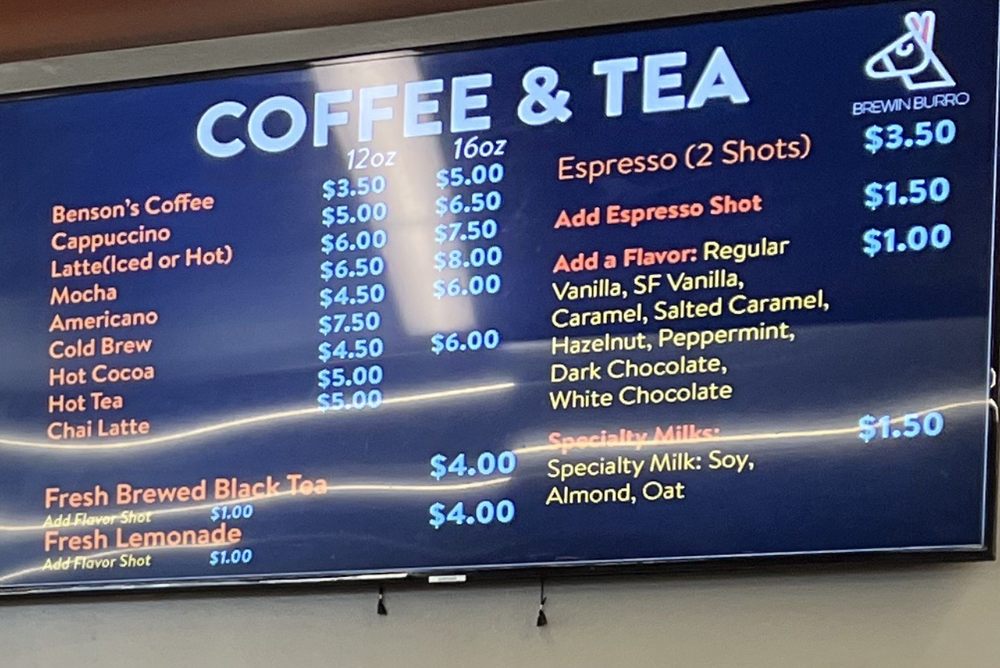 COFFEE & TEA
BREWIN BURRO
12oz 16oz
Benson's Coffee $3.50 $5.00
Cappuccino $5.00 $6.50
Latte(Iced or Hot) $6.00 $7.50
Mocha $6.50 $8.00
Americano $4.50 $6.00
Cold Brew $7.50
Hot Cocoa $4.50 $6.00
Hot Tea $5.00
Chai Latte $5.00
Fresh Brewed Black Tea $4.00
Add Flavor Shot $1.00
Fresh Lemonade $4.00
Add Flavor Shot $1.00
Espresso (2 Shots) $3.50
Add Espresso Shot $1.50
Add a Flavor: Regular $1.00
Vanilla, SF Vanilla,
Caramel, Salted Caramel,
Hazelnut, Peppermint,
Dark Chocolate,
White Chocolate
Specialty Milks: $1.50
Specialty Milk: Soy,
Almond, Oat